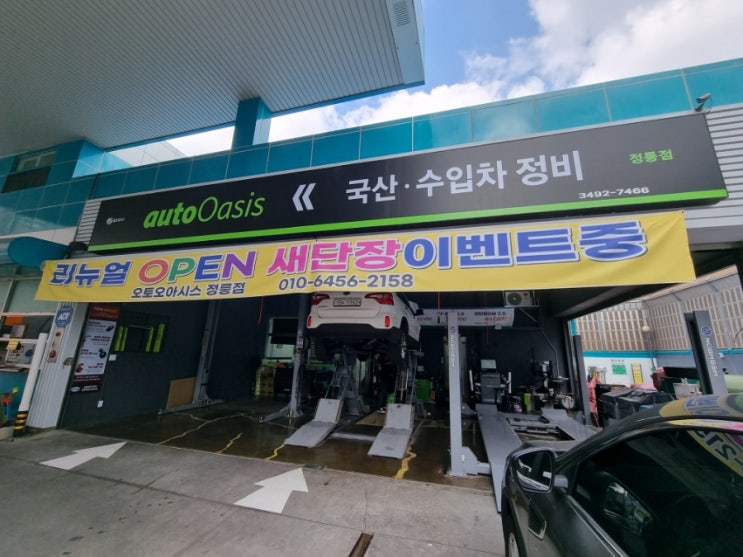 autoOasis
국산·수입차 정비
정릉점
3492-7466
리뉴얼 OPEN 새단장이벤트중
오토오아시스 정릉점
010-6456-2158